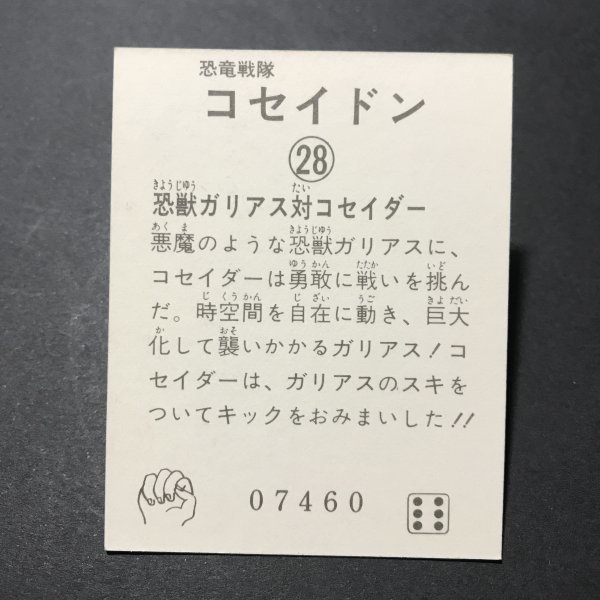 恐竜戦隊
コセイドン
28
恐獣ガリアス対コセイダー
悪魔のような恐獣ガリアスに、
コセイダーは勇敢に戦いを挑ん
だ。時空間を自在に動き、巨大
化して襲いかかるガリアス！コ
セイダーは、ガリアスのスキを
ついてキックをおみまいした!!
07460